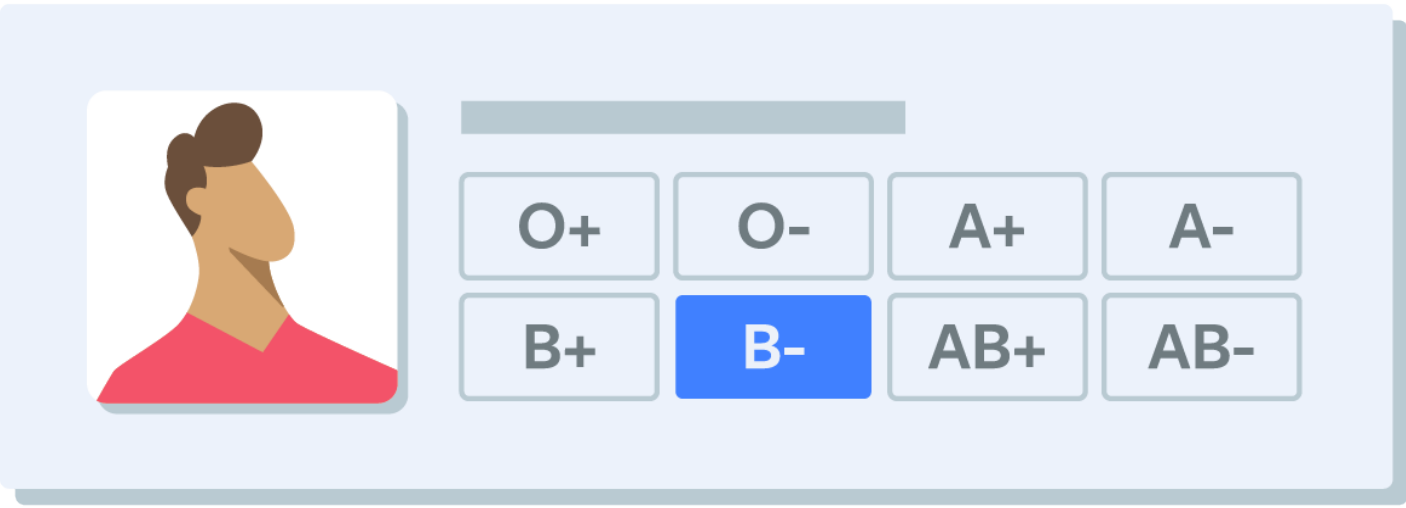 O+ O- A+ A-
B+ B- AB+ AB-